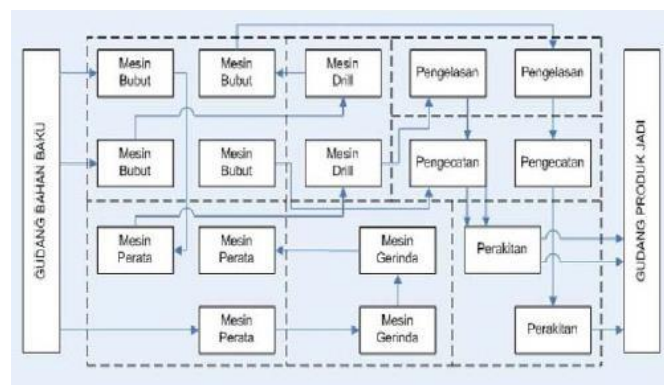 GUDANG BAHAN BAKU
Mesin
Bubut
Mesin
Bubut
Mesin
Drill
Pengelasan
Pengelasan
Mesin
Bubut
Mesin
Bubut
Mesin
Drill
Pengecatan
Pengecatan
Mesin
Perata
Mesin
Perata
Mesin
Gerinda
Perakitan
Mesin
Perata
Mesin
Gerinda
Perakitan
GUDANG PRODUK JADI